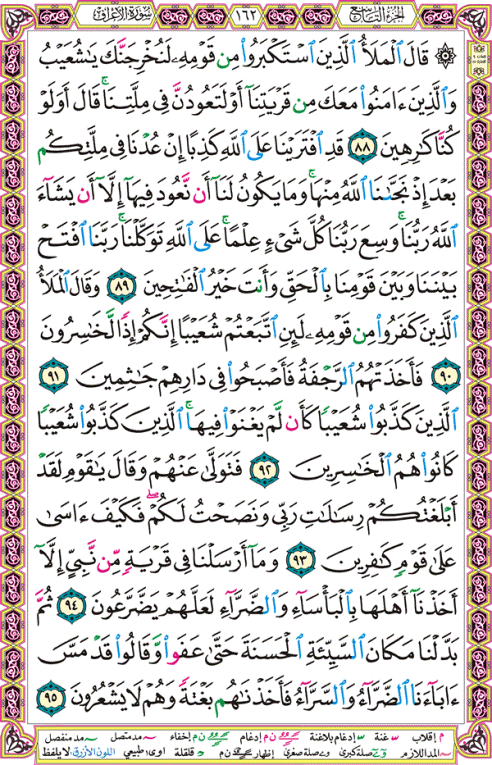 الجزء التاسع ١٦٢ سورة الأعراف
۞ قَالَ ٱلْمَلَأُ ٱلَّذِينَ ٱسْتَكْبَرُوا۟ مِن قَوْمِهِۦ لَنُخْرِجَنَّكَ يَـٰشُعَيْبُ
وَٱلَّذِينَ ءَامَنُوا۟ مَعَكَ مِن قَرْيَتِنَآ أَوْ لَتَعُودُنَّ فِى مِلَّتِنَا ۚ قَالَ أَوَلَوْ
كُنَّا كَـٰرِهِينَ ٨٨ قَدِ ٱفْتَرَيْنَا عَلَى ٱللَّهِ كَذِبًا إِنْ عُدْنَا فِى مِلَّتِكُم
بَعْدَ إِذْ نَجَّىٰنَا ٱللَّهُ مِنْهَا ۚ وَمَا يَكُونُ لَنَآ أَن نَّعُودَ فِيهَآ إِلَّآ أَن يَشَآءَ
ٱللَّهُ رَبُّنَا ۚ وَسِعَ رَبُّنَا كُلَّ شَىْءٍ عِلْمًا ۚ عَلَى ٱللَّهِ تَوَكَّلْنَا ۚ رَبَّنَا ٱفْتَحْ
بَيْنَنَا وَبَيْنَ قَوْمِنَا بِٱلْحَقِّ وَأَنتَ خَيْرُ ٱلْفَـٰتِحِينَ ٨٩ وَقَالَ ٱلْمَلَأُ
ٱلَّذِينَ كَفَرُوا۟ مِن قَوْمِهِۦ لَئِنِ ٱتَّبَعْتُمْ شُعَيْبًا إِنَّكُمْ إِذًا لَّخَـٰسِرُونَ
٩٠ فَأَخَذَتْهُمُ ٱلرَّجْفَةُ فَأَصْبَحُوا۟ فِى دَارِهِمْ جَـٰثِمِينَ ٩١
ٱلَّذِينَ كَذَّبُوا۟ شُعَيْبًا كَأَن لَّمْ يَغْنَوْا۟ فِيهَا ۚ ٱلَّذِينَ كَذَّبُوا۟ شُعَيْبًا
كَانُوا۟ هُمُ ٱلْخَـٰسِرِينَ ٩٢ فَتَوَلَّىٰ عَنْهُمْ وَقَالَ يَـٰقَوْمِ لَقَدْ
أَبْلَغْتُكُمْ رِسَـٰلَـٰتِ رَبِّى وَنَصَحْتُ لَكُمْ ۖ فَكَيْفَ ءَاسَىٰ
عَلَىٰ قَوْمٍ كَـٰفِرِينَ ٩٣ وَمَآ أَرْسَلْنَا فِى قَرْيَةٍ مِّن نَّبِىٍّ إِلَّآ
أَخَذْنَآ أَهْلَهَا بِٱلْبَأْسَآءِ وَٱلضَّرَّآءِ لَعَلَّهُمْ يَضَّرَّعُونَ ٩٤ ثُمَّ
بَدَّلْنَا مَكَانَ ٱلسَّيِّئَةِ ٱلْحَسَنَةَ حَتَّىٰ عَفَوا۟ وَّقَالُوا۟ قَدْ مَسَّ
ءَابَآءَنَا ٱلضَّرَّآءُ وَٱلسَّرَّآءُ فَأَخَذْنَـٰهُم بَغْتَةً وَهُمْ لَا يَشْعُرُونَ ٩٥
م إقلاب غنة إدغام بلاغنة ن م إدغام ن م إخفاء مد متصل مد منفصل
المد اللازم صلة كبرى صلة صغرى إظهار ن م قلقلة اوى طبيعي اللون الأزرق لا يلفظ